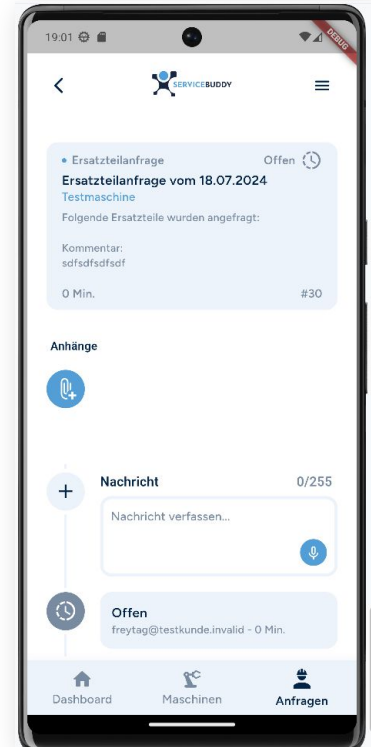 19:01
DEBUG
SERVICEBUDDY
Ersatzteilanfrage Offen
Ersatzteilanfrage vom 18.07.2024
Testmaschine
Folgende Ersatzteile wurden angefragt:
Kommentar:
sdfsdfsdfsdf
0 Min. #30
Anhänge
Nachricht 0/255
Nachricht verfassen...
Offen
freytag@testkunde.invalid - 0 Min.
Dashboard Maschinen Anfragen